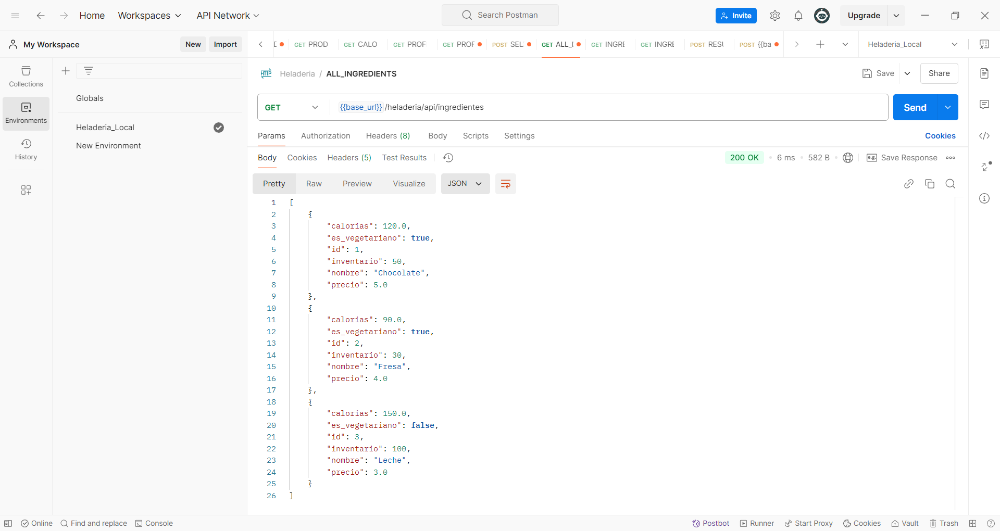 Home Workspaces API Network Search Postman Invite Upgrade
My Workspace New Import
GET PROD GET CALO GET PROF GET PROF POST SEL GET ALL_I GET INGRE GET INGRE POST RESU POST {{ba Heladeria_Local
Collections
Environments
History
Globals
Heladeria_Local
New Environment
HTTP Heladeria / ALL_INGREDIENTS Save Share
GET {{base_url}}/heladeria/api/ingredientes Send
Params Authorization Headers (8) Body Scripts Settings Cookies
Body Cookies Headers (5) Test Results 200 OK 6 ms 582 B e.g. Save Response
Pretty Raw Preview Visualize JSON
1 [
2 {
3 "calorias": 120.0,
4 "es_vegetariano": true,
5 "id": 1,
6 "inventario": 50,
7 "nombre": "Chocolate",
8 "precio": 5.0
9 },
10 {
11 "calorias": 90.0,
12 "es_vegetariano": true,
13 "id": 2,
14 "inventario": 30,
15 "nombre": "Fresa",
16 "precio": 4.0
17 },
18 {
19 "calorias": 150.0,
20 "es_vegetariano": false,
21 "id": 3,
22 "inventario": 100,
23 "nombre": "Leche",
24 "precio": 3.0
25 }
26 ]
Online Find and replace Console Postbot Runner Start Proxy Cookies Vault Trash